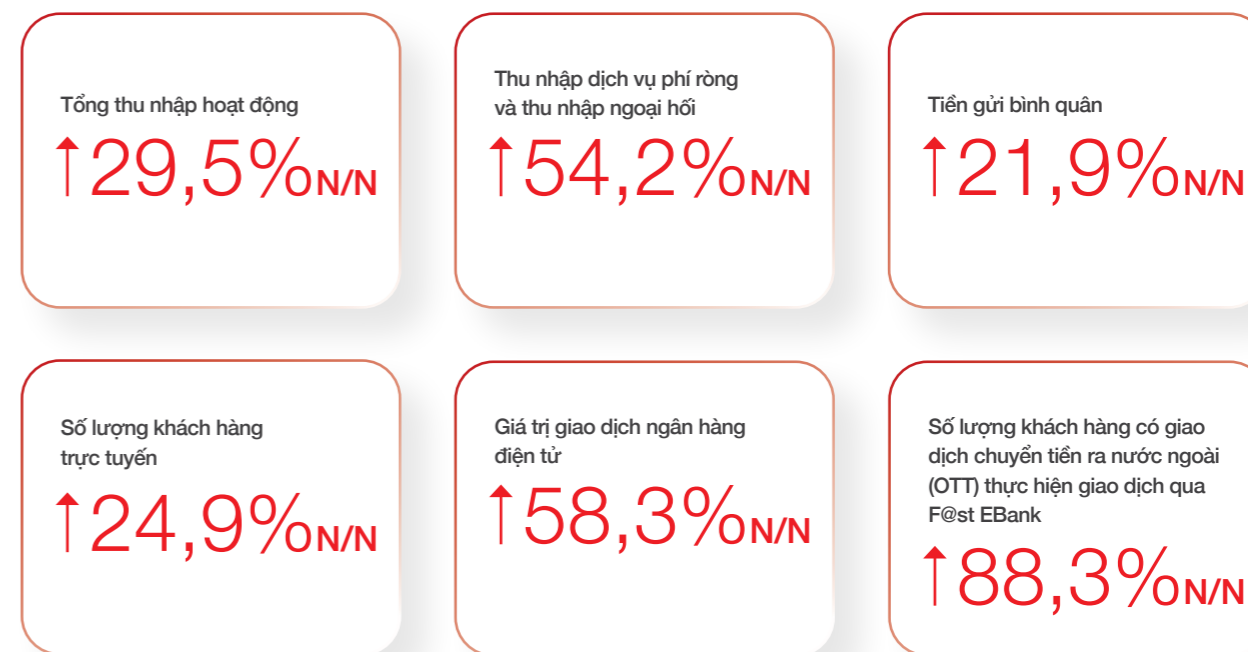 Tổng thu nhập hoạt động
↑29,5%N/N
Thu nhập dịch vụ phí ròng
và thu nhập ngoại hối
↑54,2%N/N
Tiền gửi bình quân
↑21,9%N/N
Số lượng khách hàng
trực tuyến
↑24,9%N/N
Giá trị giao dịch ngân hàng
điện tử
↑58,3%N/N
Số lượng khách hàng có giao
dịch chuyển tiền ra nước ngoài
(OTT) thực hiện giao dịch qua
F@st EBank
↑88,3%N/N